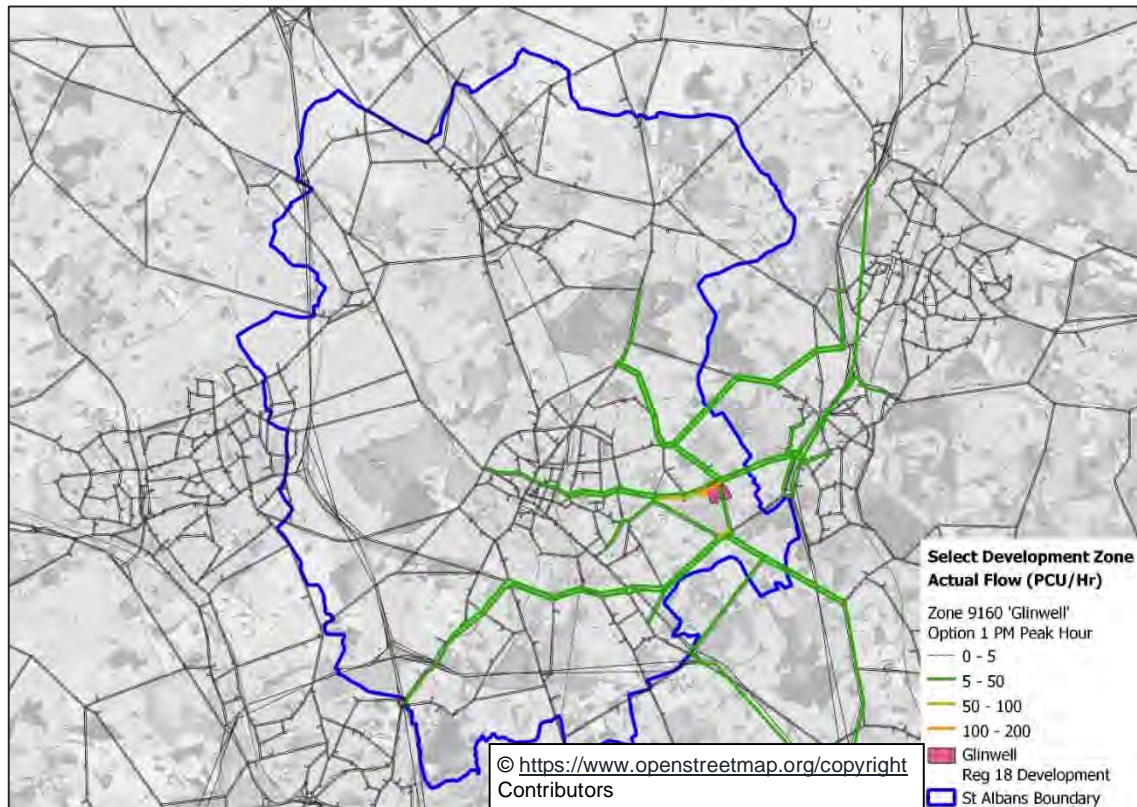 Select Development Zone
Actual Flow (PCU/Hr)
Zone 9160 'Glinwell'
Option 1 PM Peak Hour
0 - 5
5 - 50
50 - 100
100 - 200
Glinwell
Reg 18 Development
St Albans Boundary
© https://www.openstreetmap.org/copyright
Contributors